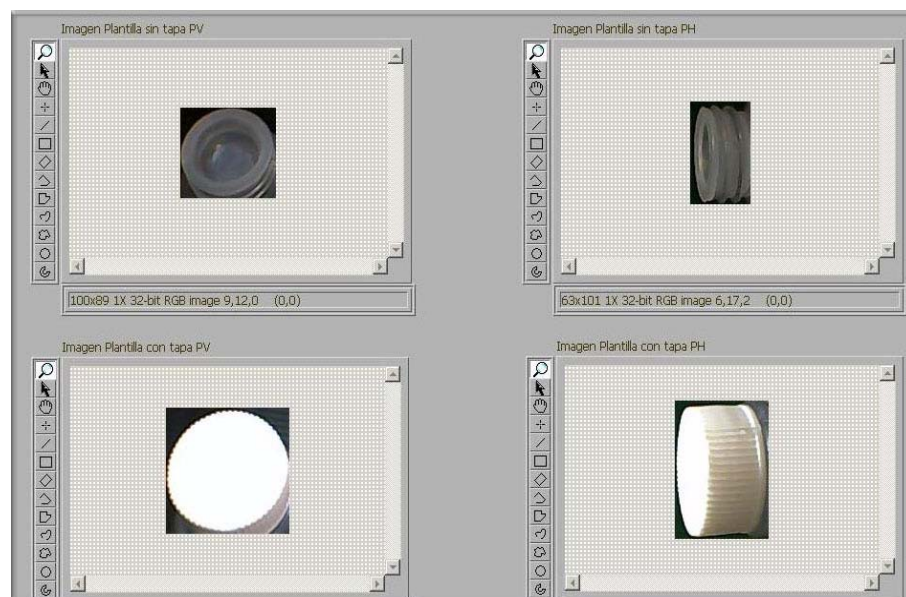 Imagen Plantilla sin tapa PV
Imagen Plantilla sin tapa PH
100x89 1X 32-bit RGB image 9,12,0 (0,0)
63x101 1X 32-bit RGB image 6,17,2 (0,0)
Imagen Plantilla con tapa PV
Imagen Plantilla con tapa PH